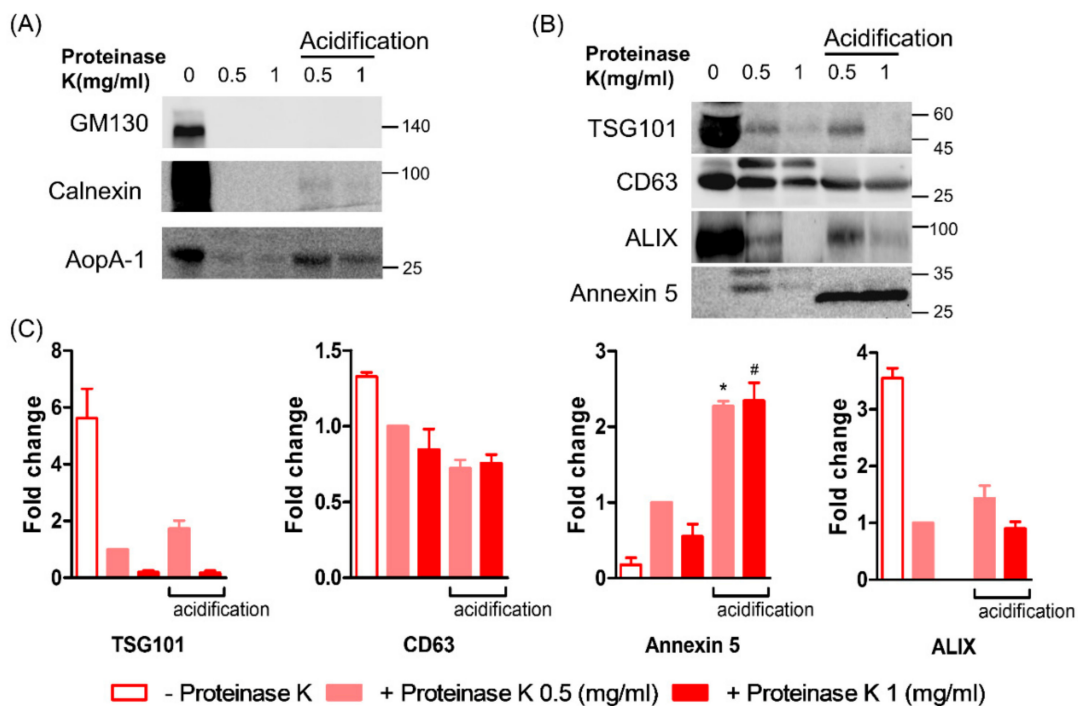 (A)
Acidification
Proteinase
K(mg/ml)
0 0.5 1 0.5 1
GM130
140
Calnexin
100
AopA-1
25
(B)
Acidification
Proteinase
K(mg/ml)
0 0.5 1 0.5 1
TSG101
60
45
CD63
25
ALIX
100
Annexin 5
35
25
(C)
Fold change
8
6
4
2
0
acidification
TSG101
Fold change
1.5
1.0
0.5
0.0
acidification
CD63
Fold change
3
2
1
0
* #
acidification
Annexin 5
Fold change
4
3
2
1
0
acidification
ALIX
- Proteinase K + Proteinase K 0.5 (mg/ml) + Proteinase K 1 (mg/ml)